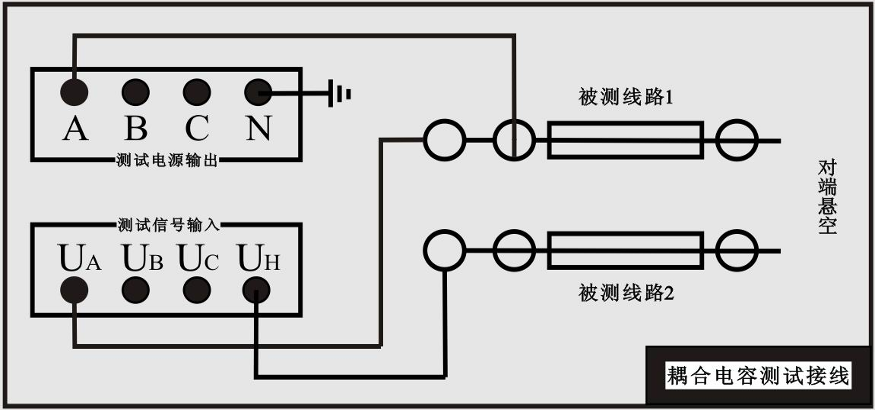 A B C N
测试电源输出
测试信号输入
UA UB UC UH
被测线路1
被测线路2
对端悬空
耦合电容测试接线